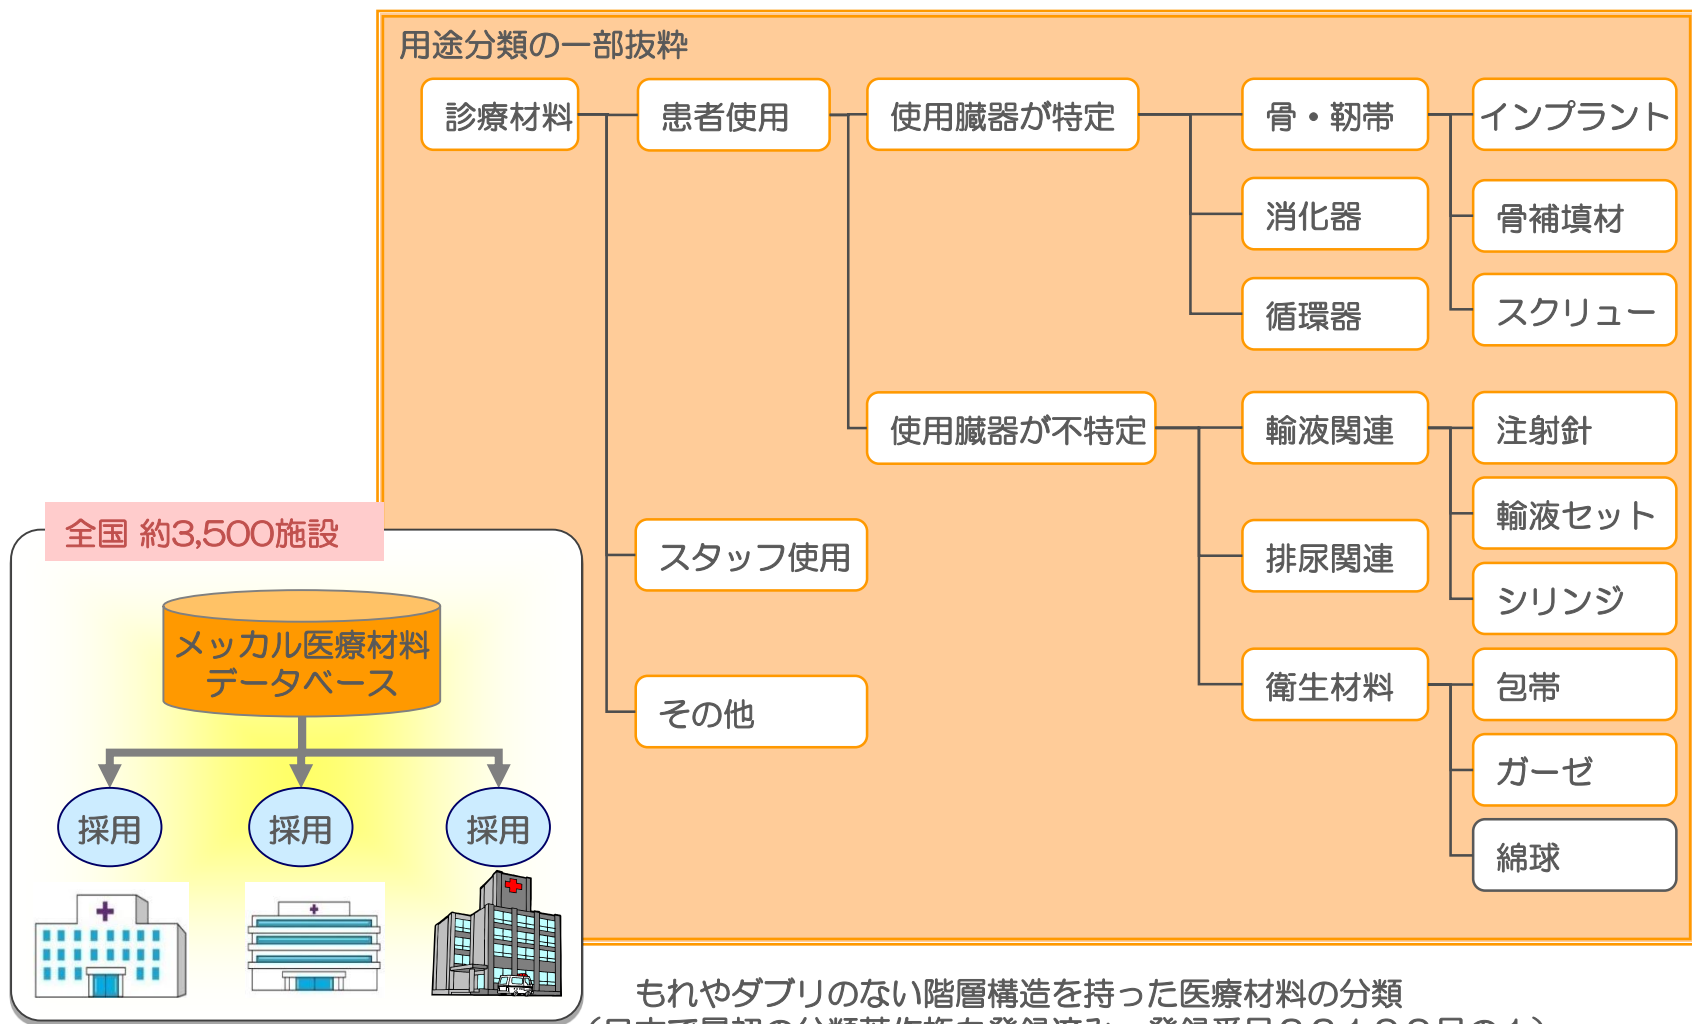 用途分類の一部抜粋
診療材料
患者使用
使用臓器が特定
骨・靭帯
インプラント
消化器
骨補填材
循環器
スクリュー
使用臓器が不特定
輸液関連
注射針
輸液セット
スタッフ使用
排尿関連
シリンジ
その他
衛生材料
包帯
ガーゼ
綿球
全国 約3,500施設
メッカル医療材料
データベース
採用
採用
採用
もれやダブリのない階層構造を持った医療材料の分類